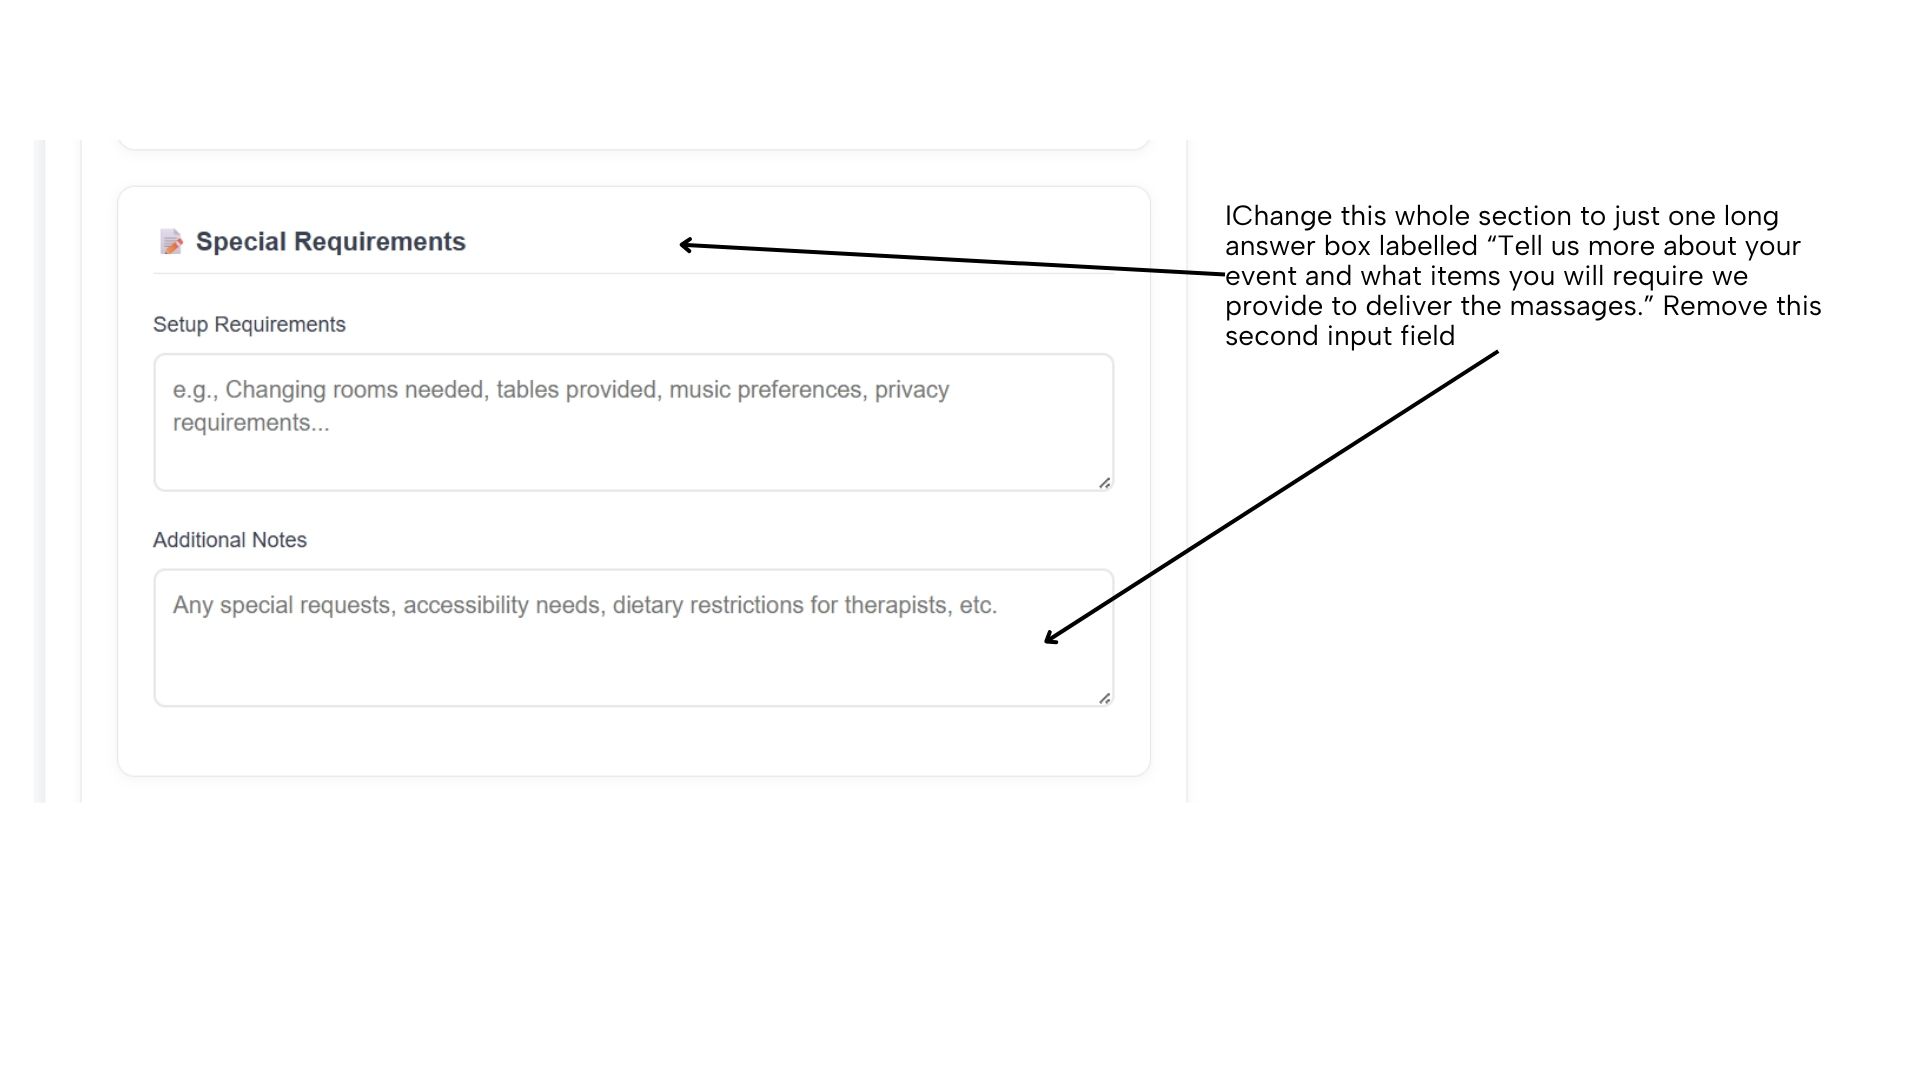 Special Requirements
Setup Requirements
e.g., Changing rooms needed, tables provided, music preferences, privacy
requirements...
Additional Notes
Any special requests, accessibility needs, dietary restrictions for therapists, etc.
IChange this whole section to just one long
answer box labelled “Tell us more about your
event and what items you will require we
provide to deliver the massages.” Remove this
second input field